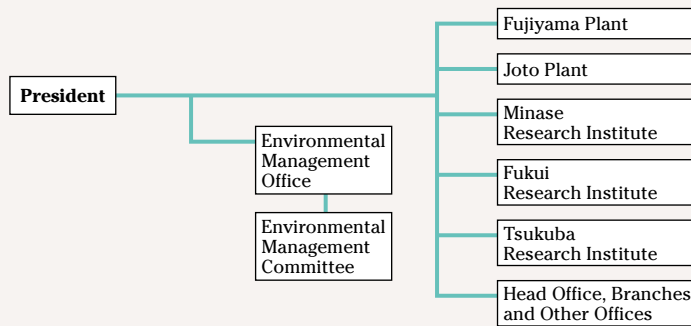 President
Environmental
Management
Office
Environmental
Management
Committee
Fujiyama Plant
Joto Plant
Minase
Research Institute
Fukui
Research Institute
Tsukuba
Research Institute
Head Office, Branches
and Other Offices